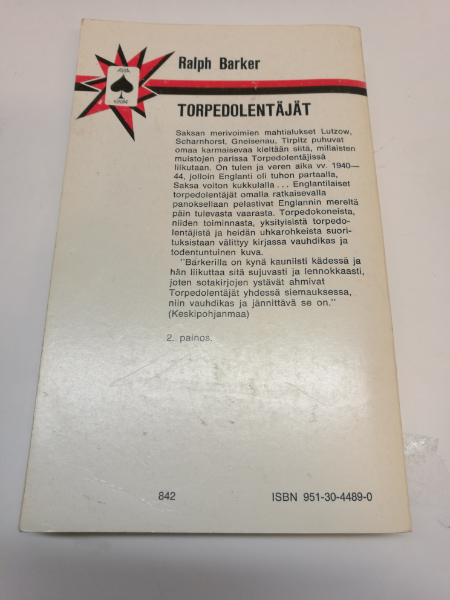 Ralph Barker
TORPEDOLENTÄJÄT
Saksan merivoimien mahtialukset Lutzow,
Scharnhorst, Gneisenau, Tirpitz puhuvat
omaa karmaisevaa kieltään siitä, millaisten
muistojen parissa Torpedolentäjissä
liikutaan. On tulen ja veren aika vv. 1940—
44, jolloin Englanti oli tuhon partaalla,
Saksa voiton kukkulalla... Englantilaiset
torpedolentäjät omalla ratkaisevalla
panoksellaan pelastivat Englannin mereltä
päin tulevasta vaarasta. Torpedokoneista,
niiden toiminnasta, yksityisistä torpedo-
lentäjistä ja heidän uhkarohkeista suori-
tuksistaan välittyy kirjassa vauhdikas ja
todentuntuinen kuva.
"Barkerilla on kynä kauniisti kädessä ja
hän liikuttaa sitä sujuvasti ja lennokkaasti,
joten sotakirjojen ystävät ahmivat
Torpedolentäjät yhdessä siemauksessa,
niin vauhdikas ja jännittävä se on."
(Keskipohjanmaa)
2. painos.
842
ISBN 951-30-4489-0